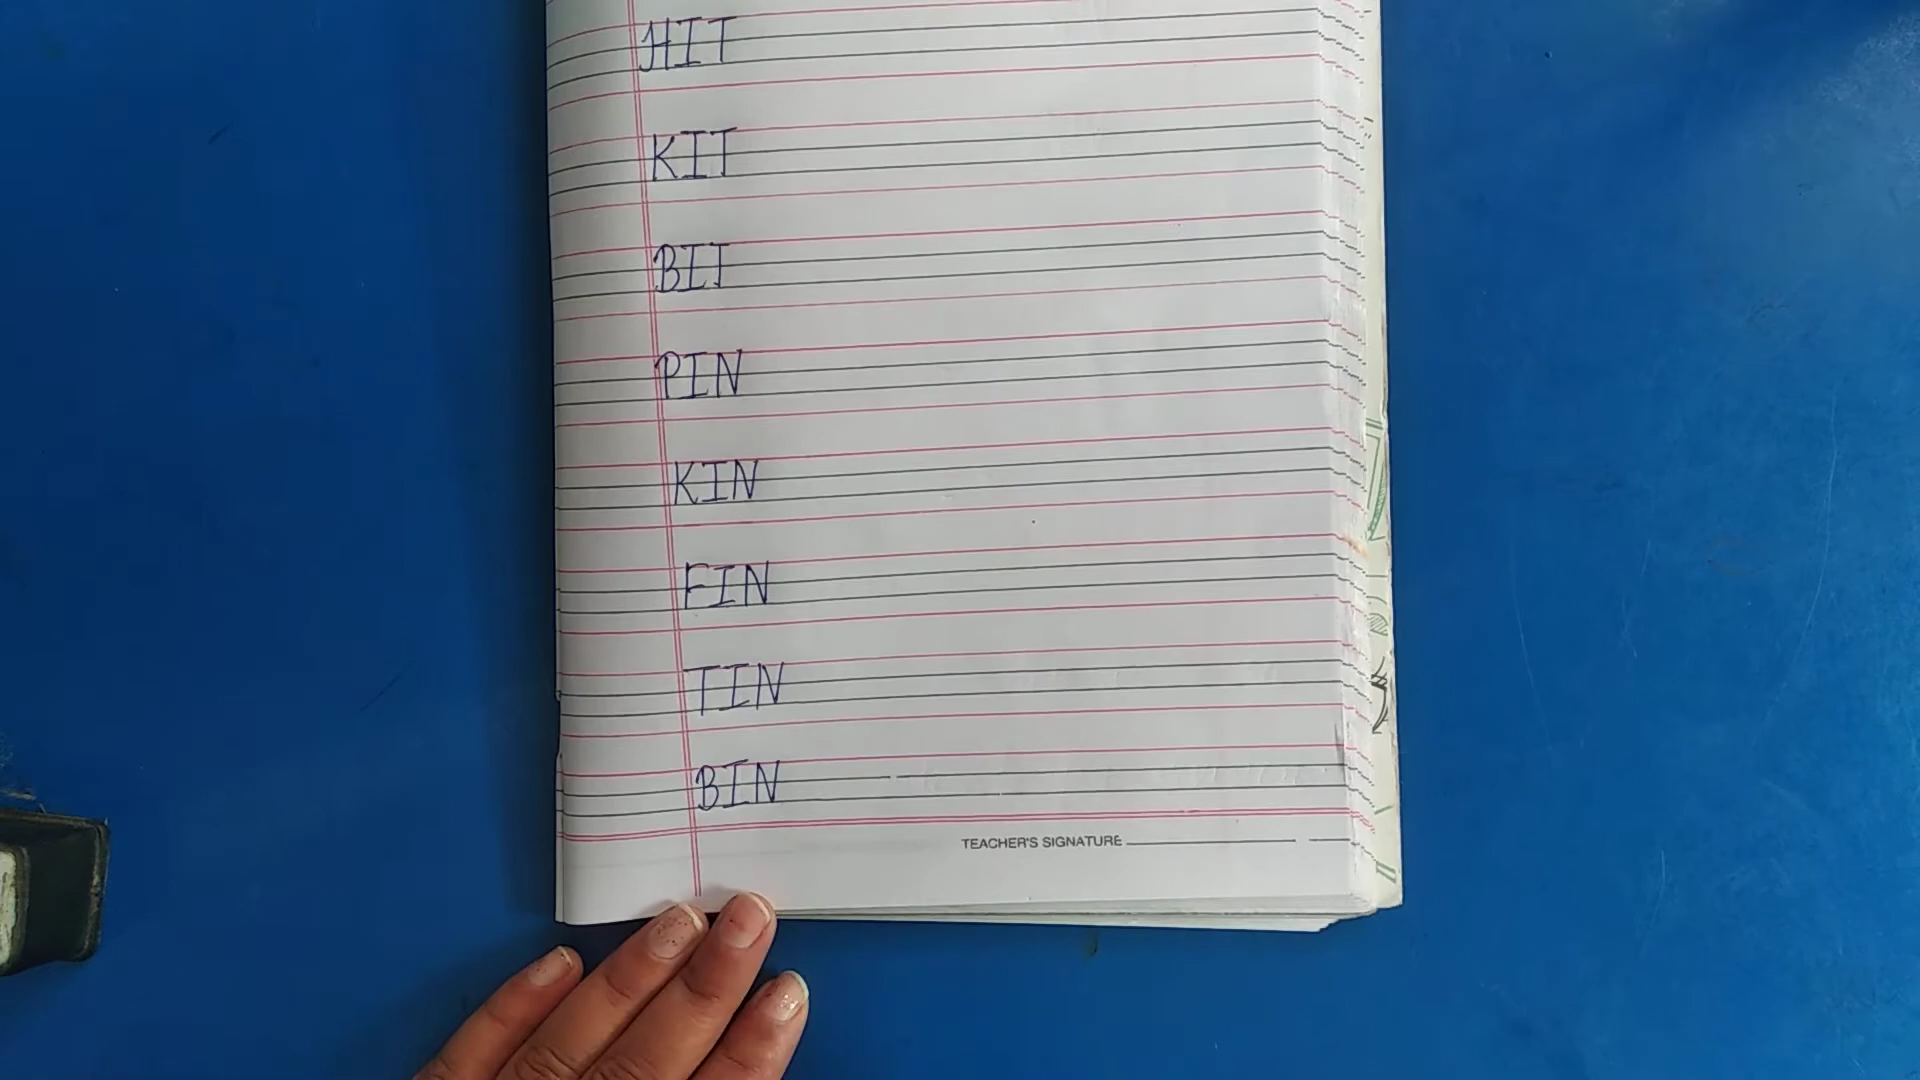 HIT
KIT
BIT
PIN
KIN
FIN
TIN
BIN
TEACHER'S SIGNATURE